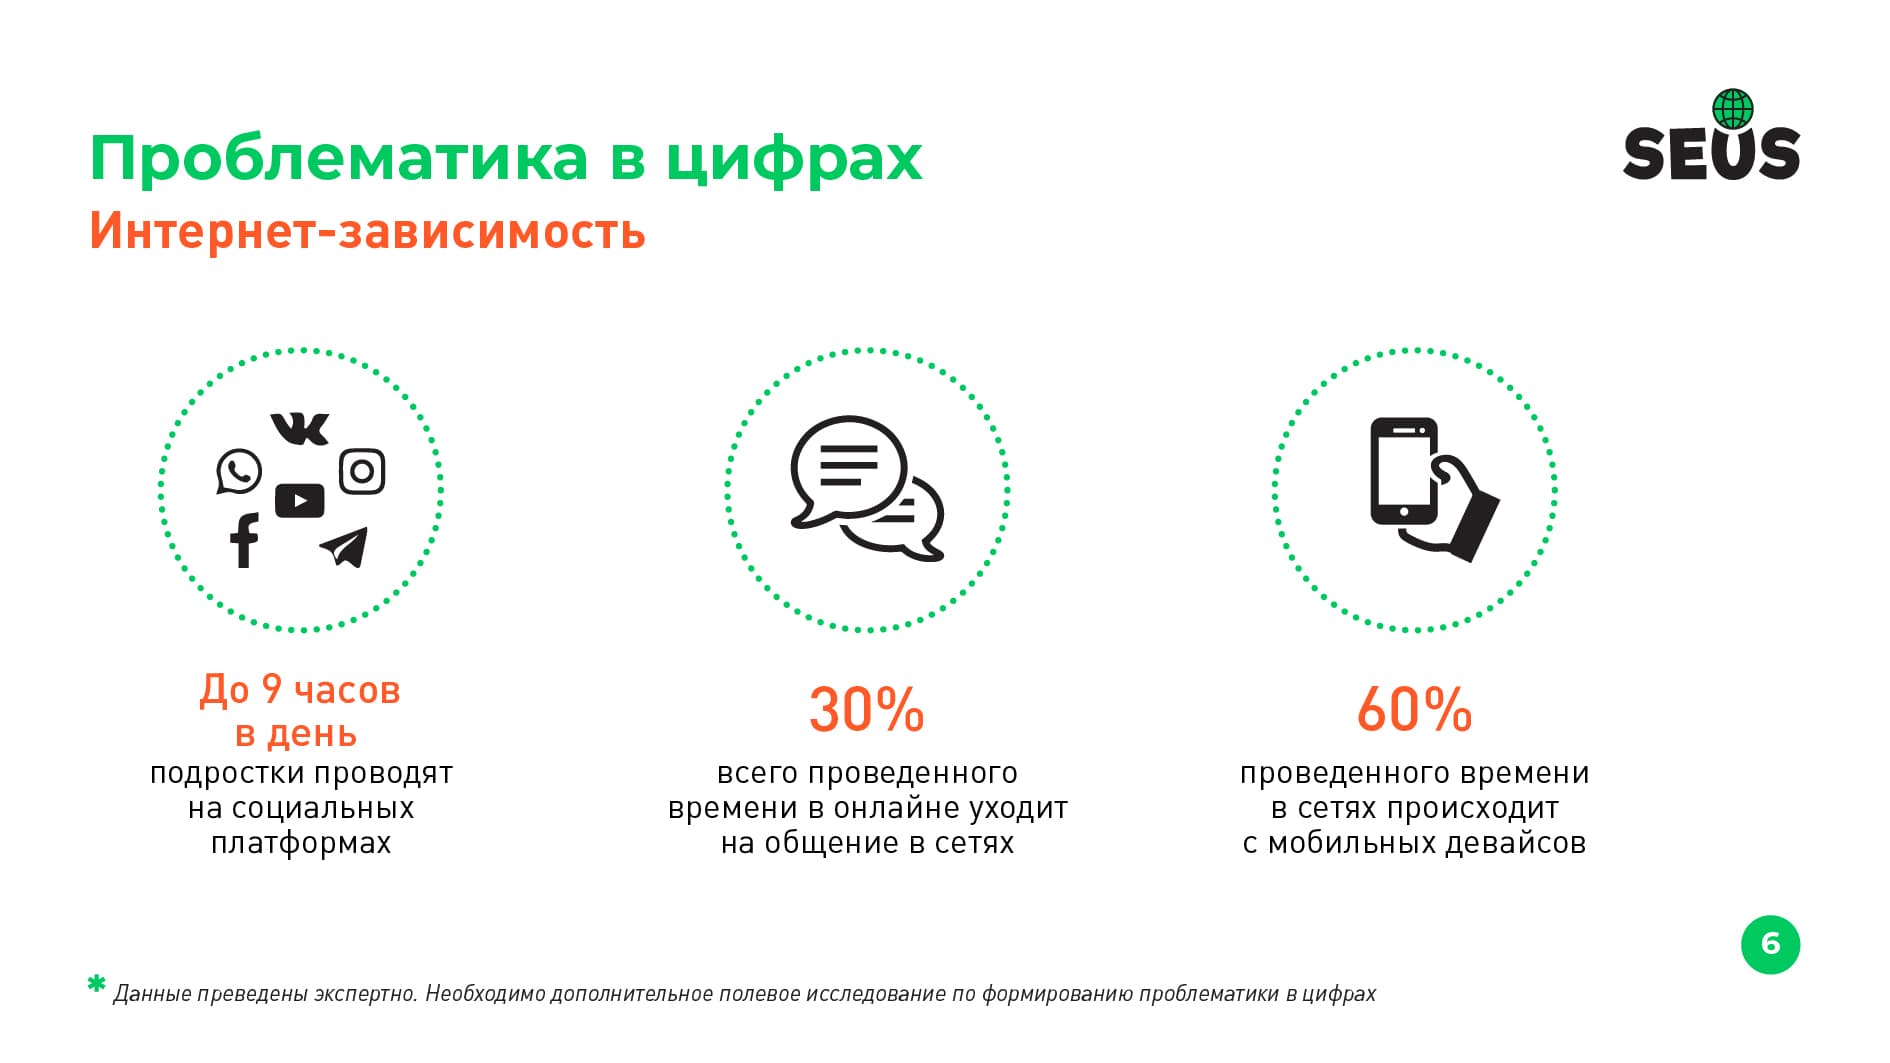 Проблематика в цифрах
SEUS
Интернет-зависимость
До 9 часов
в день
подростки проводят
на социальных
платформах
30%
всего проведенного
времени в онлайне уходит
на общение в сетях
60%
проведенного времени
в сетях происходит
с мобильных девайсов
6
* Данные преведены экспертно. Необходимо дополнительное полевое исследование по формированию проблематики в цифрах